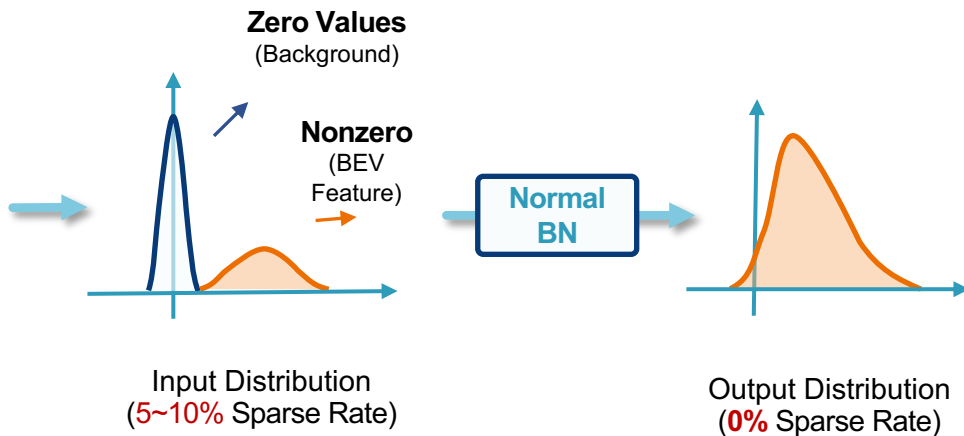 Zero Values
(Background)
Nonzero
(BEV
Feature)
Normal
BN
Input Distribution
(5~10% Sparse Rate)
Output Distribution
(0% Sparse Rate)